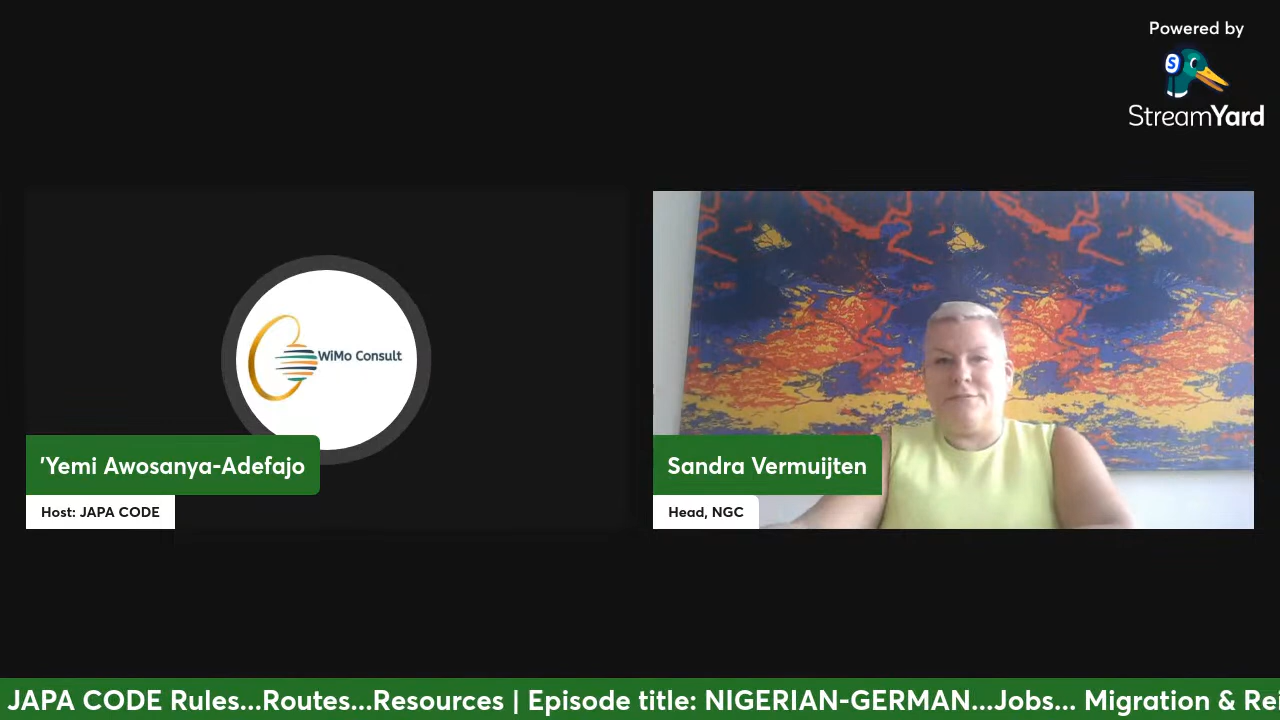 Powered by
S
StreamYard
WiMo Consult
'Yemi Awosanya-Adefajo
Host: JAPA CODE
Sandra Vermuijten
Head, NGC
JAPA CODE Rules...Routes...Resources | Episode title: NIGERIAN-GERMAN...Jobs... Migration &